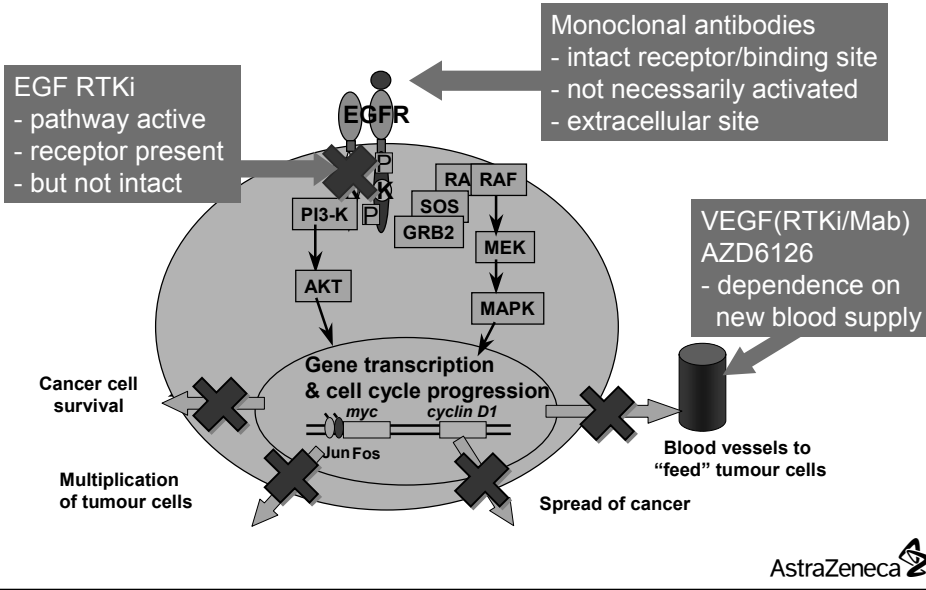 Monoclonal antibodies
- intact receptor/binding site
- not necessarily activated
- extracellular site
EGF RTKi
- pathway active
- receptor present
- but not intact
EGFR
P
K
P
PI3-K
AKT
RA
RAF
SOS
GRB2
MEK
MAPK
VEGF(RTKi/Mab)
AZD6126
- dependence on
new blood supply
Gene transcription
& cell cycle progression
myc
cyclin D1
Jun Fos
Cancer cell
survival
Multiplication
of tumour cells
Spread of cancer
Blood vessels to
“feed” tumour cells
AstraZeneca